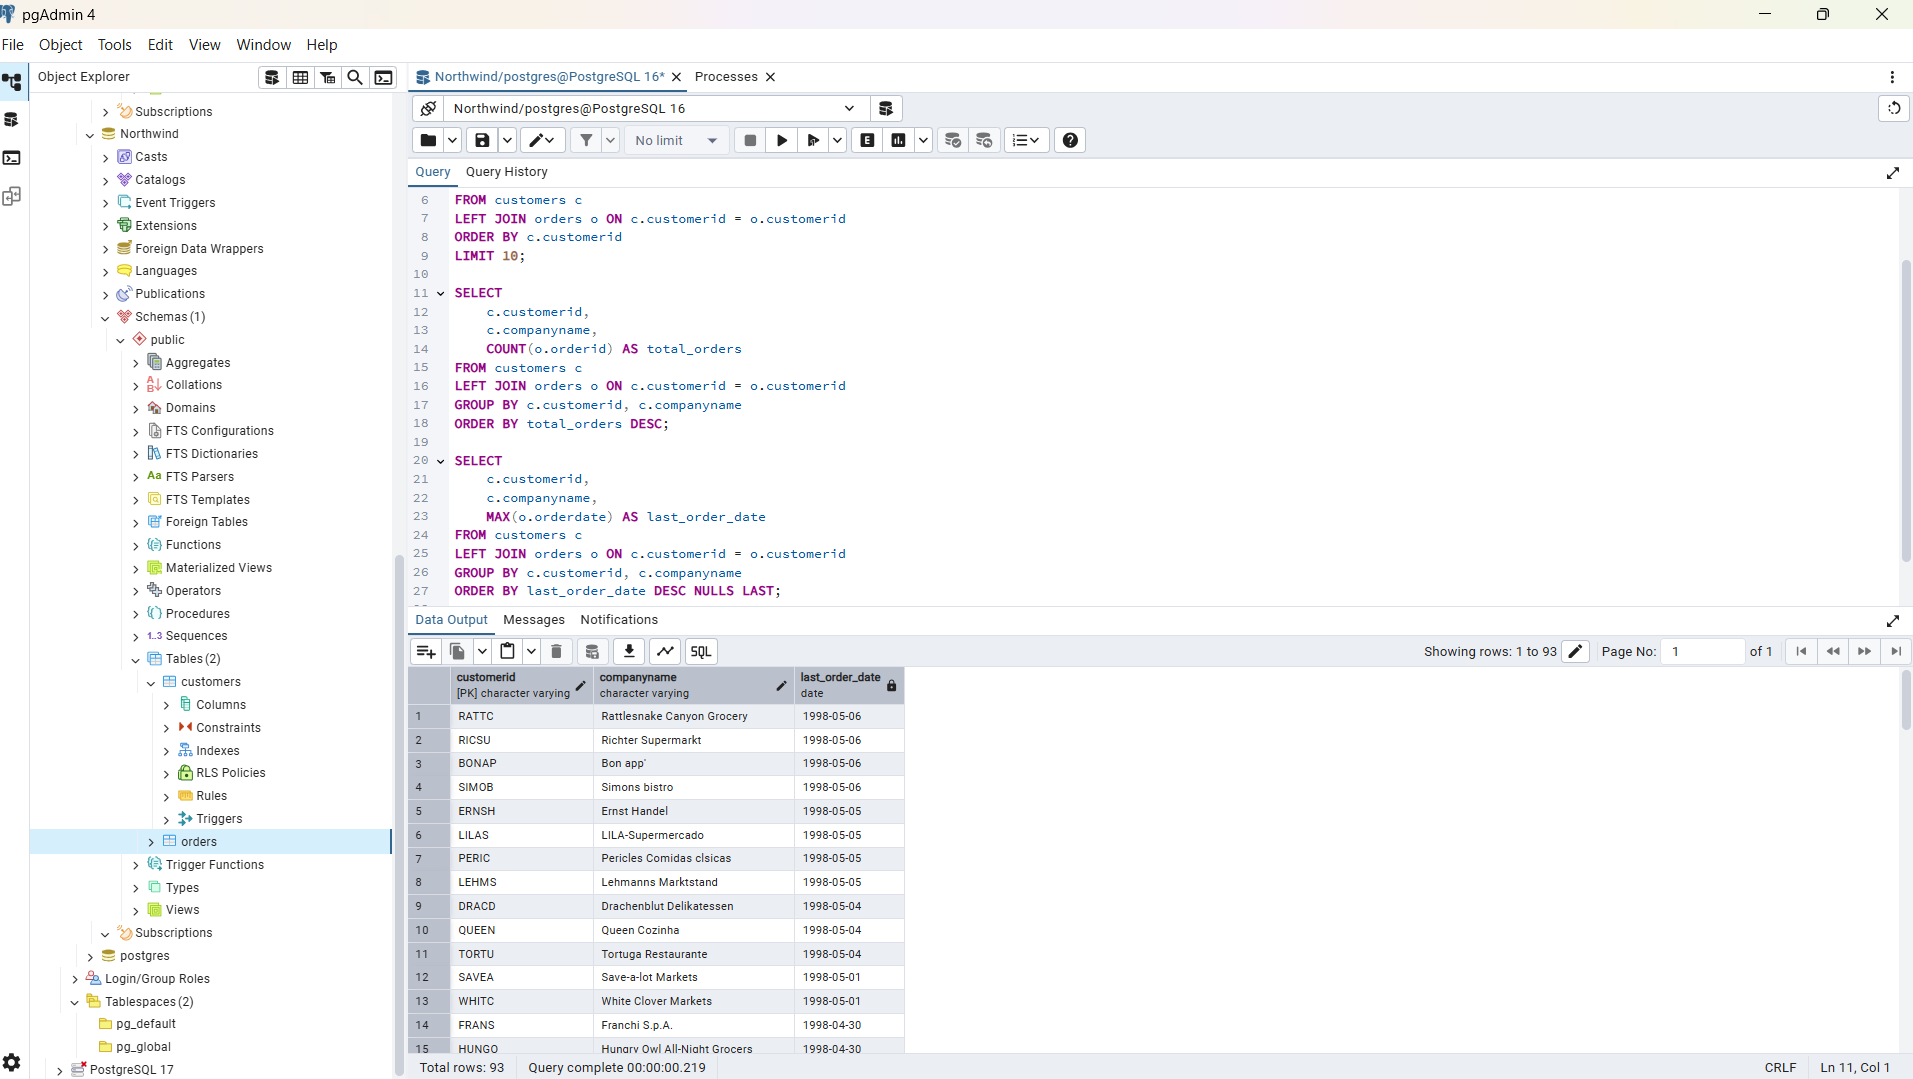 pgAdmin 4
File Object Tools Edit View Window Help
Object Explorer
Subscriptions
Northwind
Casts
Catalogs
Event Triggers
Extensions
Foreign Data Wrappers
Languages
Publications
Schemas (1)
public
Aggregates
Collations
Domains
FTS Configurations
FTS Dictionaries
Aa FTS Parsers
FTS Templates
Foreign Tables
Functions
Materialized Views
Operators
Procedures
1..3 Sequences
Tables (2)
customers
Columns
Constraints
Indexes
RLS Policies
Rules
Triggers
orders
Trigger Functions
Types
Views
Subscriptions
postgres
Login/Group Roles
Tablespaces (2)
pg_default
pg_global
PostgreSQL 17
Northwind/postgres@PostgreSQL 16* Processes
Northwind/postgres@PostgreSQL 16
No limit E
Query Query History
6 FROM customers c
7 LEFT JOIN orders o ON c.customerid = o.customerid
8 ORDER BY c.customerid
9 LIMIT 10;
10
11 SELECT
12 c.customerid,
13 c.companyname,
14 COUNT(o.orderid) AS total_orders
15 FROM customers c
16 LEFT JOIN orders o ON c.customerid = o.customerid
17 GROUP BY c.customerid, c.companyname
18 ORDER BY total_orders DESC;
19
20 SELECT
21 c.customerid,
22 c.companyname,
23 MAX(o.orderdate) AS last_order_date
24 FROM customers c
25 LEFT JOIN orders o ON c.customerid = o.customerid
26 GROUP BY c.customerid, c.companyname
27 ORDER BY last_order_date DESC NULLS LAST;
Data Output Messages Notifications
SQL Showing rows: 1 to 93 Page No: 1 of 1
customerid companyname last_order_date
[PK] character varying character varying date
1 RATTC Rattlesnake Canyon Grocery 1998-05-06
2 RICSU Richter Supermarkt 1998-05-06
3 BONAP Bon app' 1998-05-06
4 SIMOB Simons bistro 1998-05-06
5 ERNSH Ernst Handel 1998-05-05
6 LILAS LILA-Supermercado 1998-05-05
7 PERIC Pericles Comidas clsicas 1998-05-05
8 LEHMS Lehmanns Marktstand 1998-05-05
9 DRACD Drachenblut Delikatessen 1998-05-04
10 QUEEN Queen Cozinha 1998-05-04
11 TORTU Tortuga Restaurante 1998-05-04
12 SAVEA Save-a-lot Markets 1998-05-01
13 WHITC White Clover Markets 1998-05-01
14 FRANS Franchi S.p.A. 1998-04-30
15 HUNGO Hungry Owl All-Night Grocers 1998-04-30
Total rows: 93 Query complete 00:00:00.219 CRLF Ln 11, Col 1